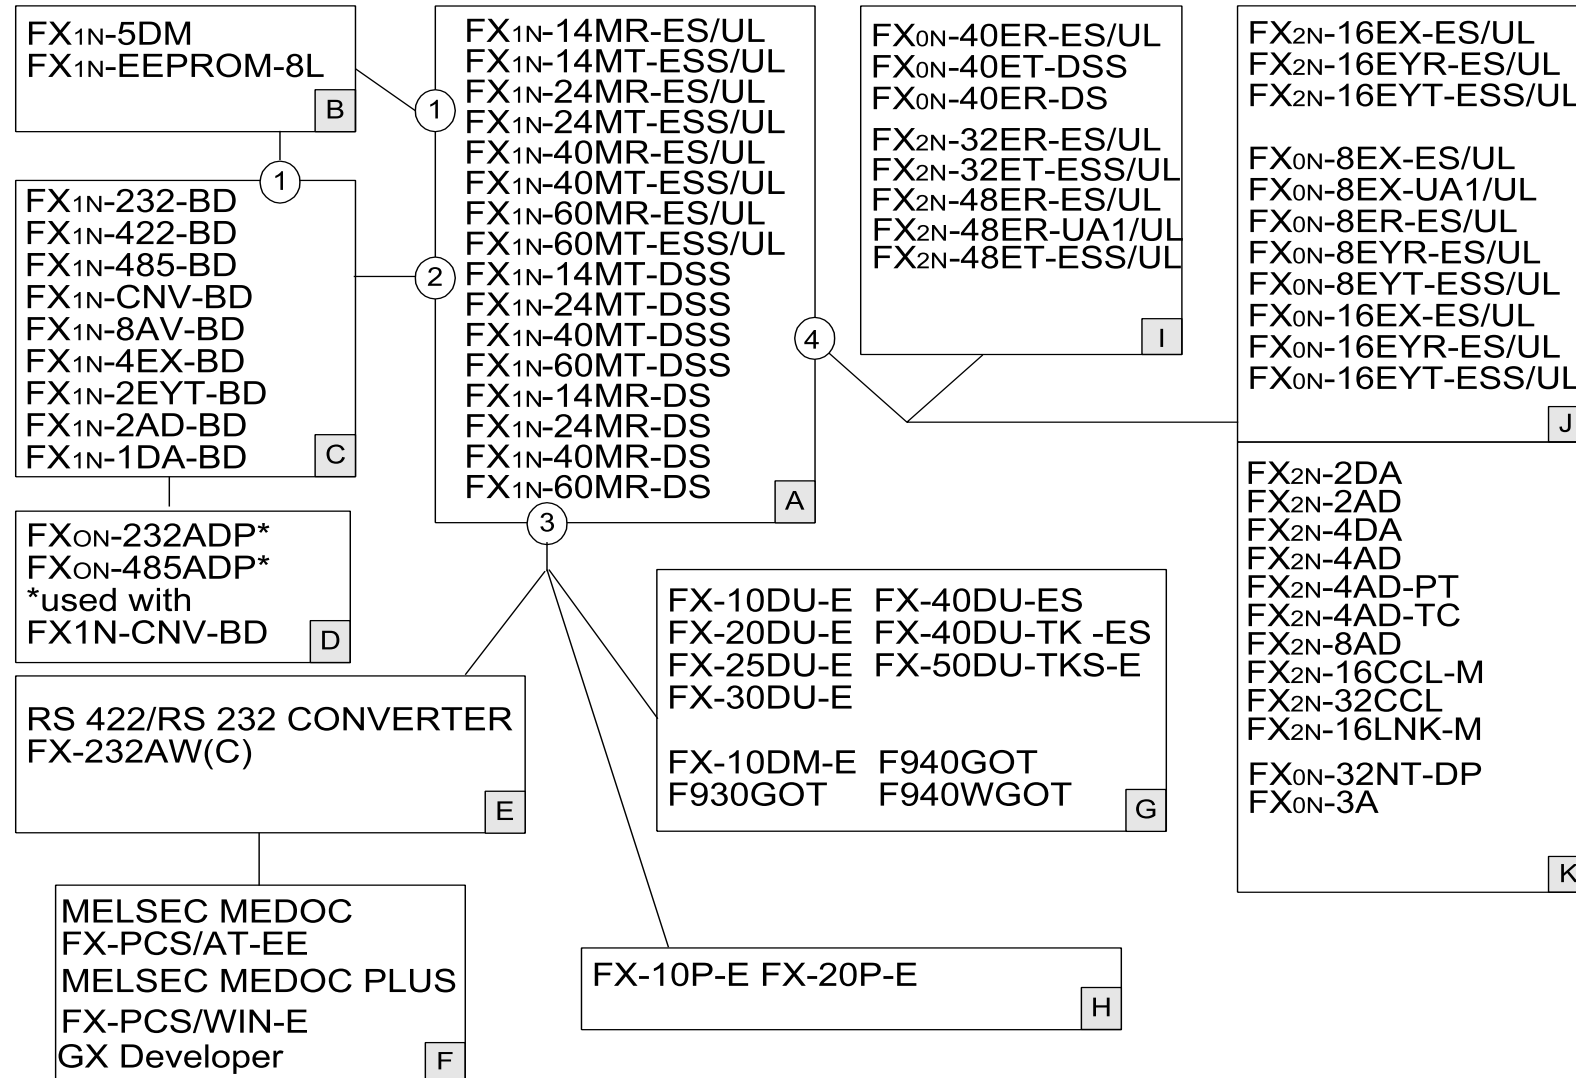 FX1N-5DM
FX1N-EEPROM-8L
B
1
1
FX1N-232-BD
FX1N-422-BD
FX1N-485-BD
FX1N-CNV-BD
FX1N-8AV-BD
FX1N-4EX-BD
FX1N-2EYT-BD
FX1N-2AD-BD
FX1N-1DA-BD
C
2
FXON-232ADP*
FXON-485ADP*
*used with
FX1N-CNV-BD
D
FX1N-14MR-ES/UL
FX1N-14MT-ESS/UL
FX1N-24MR-ES/UL
FX1N-24MT-ESS/UL
FX1N-40MR-ES/UL
FX1N-40MT-ESS/UL
FX1N-60MR-ES/UL
FX1N-60MT-ESS/UL
FX1N-14MT-DSS
FX1N-24MT-DSS
FX1N-40MT-DSS
FX1N-60MT-DSS
FX1N-14MR-DS
FX1N-24MR-DS
FX1N-40MR-DS
FX1N-60MR-DS
A
3
4
FX0N-40ER-ES/UL
FX0N-40ET-DSS
FX0N-40ER-DS
FX2N-32ER-ES/UL
FX2N-32ET-ESS/UL
FX2N-48ER-ES/UL
FX2N-48ER-UA1/UL
FX2N-48ET-ESS/UL
I
FX2N-16EX-ES/UL
FX2N-16EYR-ES/UL
FX2N-16EYT-ESS/UL
FX0N-8EX-ES/UL
FX0N-8EX-UA1/UL
FX0N-8ER-ES/UL
FX0N-8EYR-ES/UL
FX0N-8EYT-ESS/UL
FX0N-16EX-ES/UL
FX0N-16EYR-ES/UL
FX0N-16EYT-ESS/UL
J
FX2N-2DA
FX2N-2AD
FX2N-4DA
FX2N-4AD
FX2N-4AD-PT
FX2N-4AD-TC
FX2N-8AD
FX2N-16CCL-M
FX2N-32CCL
FX2N-16LNK-M
FX0N-32NT-DP
FX0N-3A
K
RS 422/RS 232 CONVERTER
FX-232AW(C)
E
MELSEC MEDOC
FX-PCS/AT-EE
MELSEC MEDOC PLUS
FX-PCS/WIN-E
GX Developer
F
FX-10DU-E FX-40DU-ES
FX-20DU-E FX-40DU-TK -ES
FX-25DU-E FX-50DU-TKS-E
FX-30DU-E
FX-10DM-E F940GOT
F930GOT F940WGOT
G
FX-10P-E FX-20P-E
H